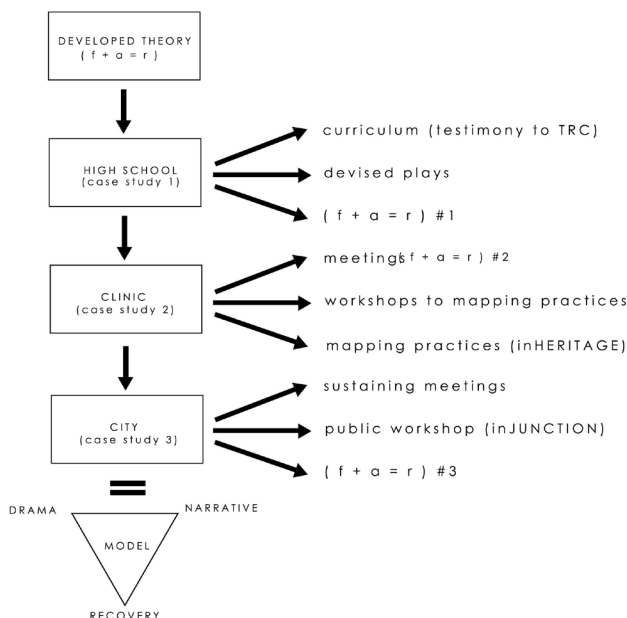 DEVELOPED THEORY
( f + a = r )
HIGH SCHOOL
(case study 1)
curriculum (testimony to TRC)
devised plays
( f + a = r ) #1
CLINIC
(case study 2)
meetings( f + a = r ) #2
workshops to mapping practices
mapping practices (inHERITAGE)
CITY
(case study 3)
sustaining meetings
public workshop (inJUNCTION)
( f + a = r ) #3
=
DRAMA
NARRATIVE
MODEL
RECOVERY